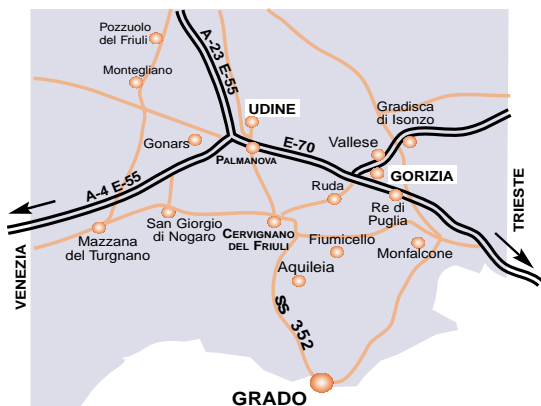 Pozzuolo
del Friuli
Montegliano
A-23 E-55
UDINE
Gradisca
di Isonzo
Gonars
PALMANOVA
E-70
Vallese
GORIZIA
A-4 E-55
Ruda
Re di
Puglia
TRIESTE
San Giorgio
di Nogaro
CERVIGNANO
DEL FRIULI
Mazzana
del Turgnano
Fiumicello
Monfalcone
Aquileia
VENEZIA
SS 352
GRADO